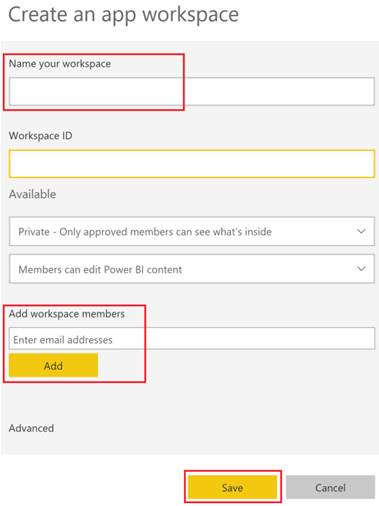 Create an app workspace
Name your workspace
Workspace ID
Available
Private - Only approved members can see what's inside
Members can edit Power BI content
Add workspace members
Enter email addresses
Add
Advanced
Save
Cancel